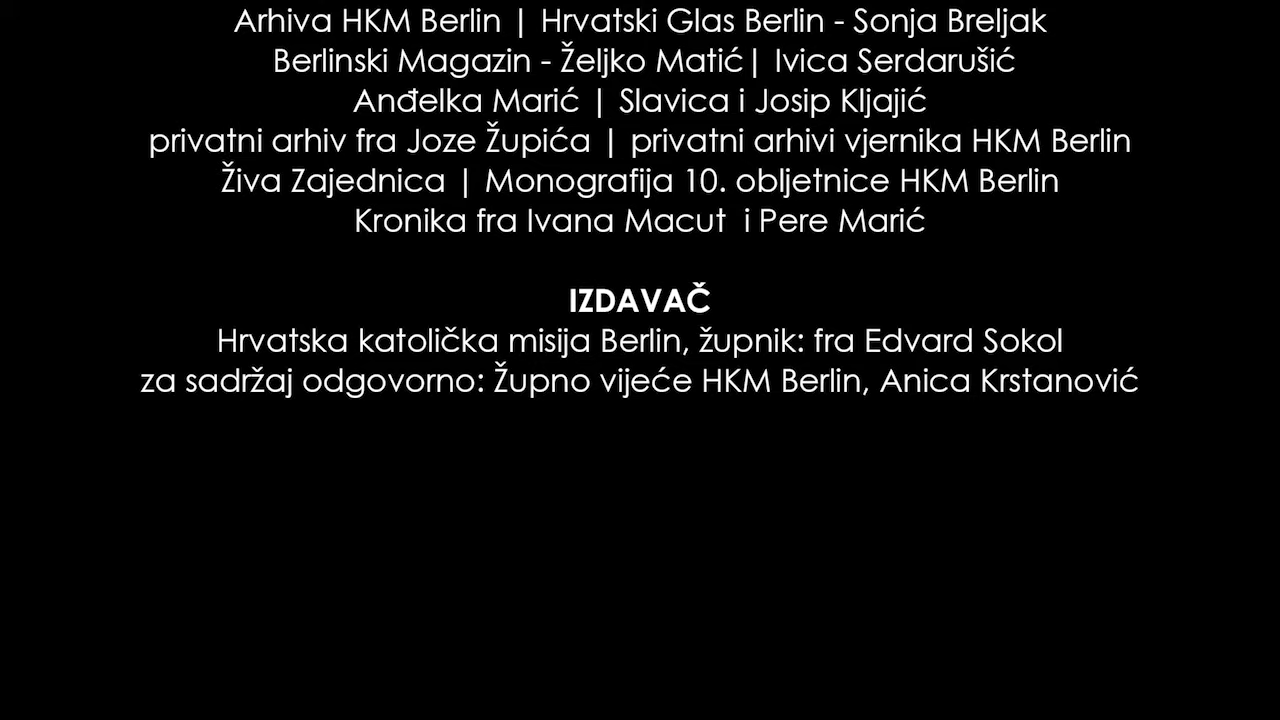 Arhiva HKM Berlin | Hrvatski Glas Berlin - Sonja Breljak
Berlinski Magazin - Željko Matić| Ivica Serdarušić
Anđelka Marić | Slavica i Josip Kljajić
privatni arhiv fra Joze Župića | privatni arhivi vjernika HKM Berlin
Živa Zajednica | Monografija 10. obljetnice HKM Berlin
Kronika fra Ivana Macut  i Pere Marić
IZDAVAČ
Hrvatska katolička misija Berlin, župnik: fra Edvard Sokol
za sadržaj odgovorno: Župno vijeće HKM Berlin, Anica Krstanović